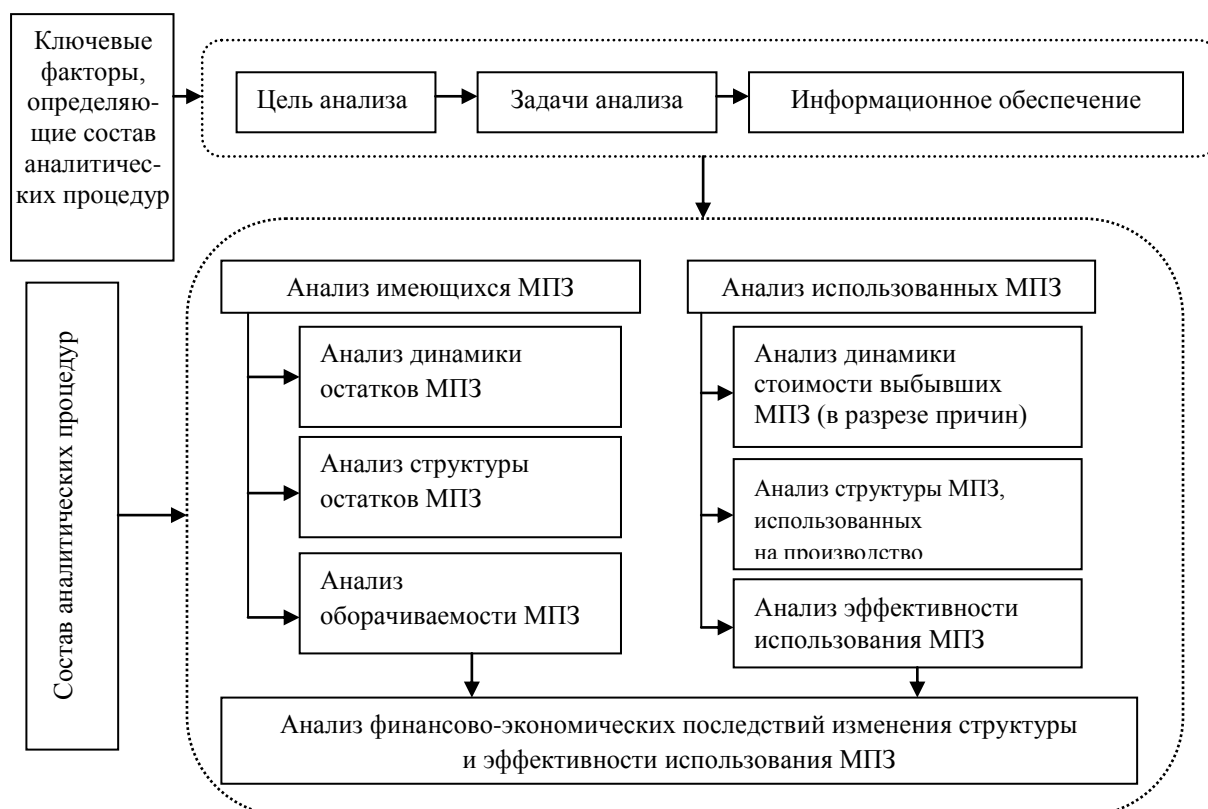 Ключевые
факторы,
определяю-
щие состав
аналитичес-
ких процедур
Цель анализа
Задачи анализа
Информационное обеспечение
Состав аналитических процедур
Анализ имеющихся МПЗ
Анализ динамики
остатков МПЗ
Анализ структуры
остатков МПЗ
Анализ
оборачиваемости МПЗ
Анализ использованных МПЗ
Анализ динамики
стоимости выбывших
МПЗ (в разрезе причин)
Анализ структуры МПЗ,
использованных
на производство
Анализ эффективности
использования МПЗ
Анализ финансово-экономических последствий изменения структуры
и эффективности использования МПЗ